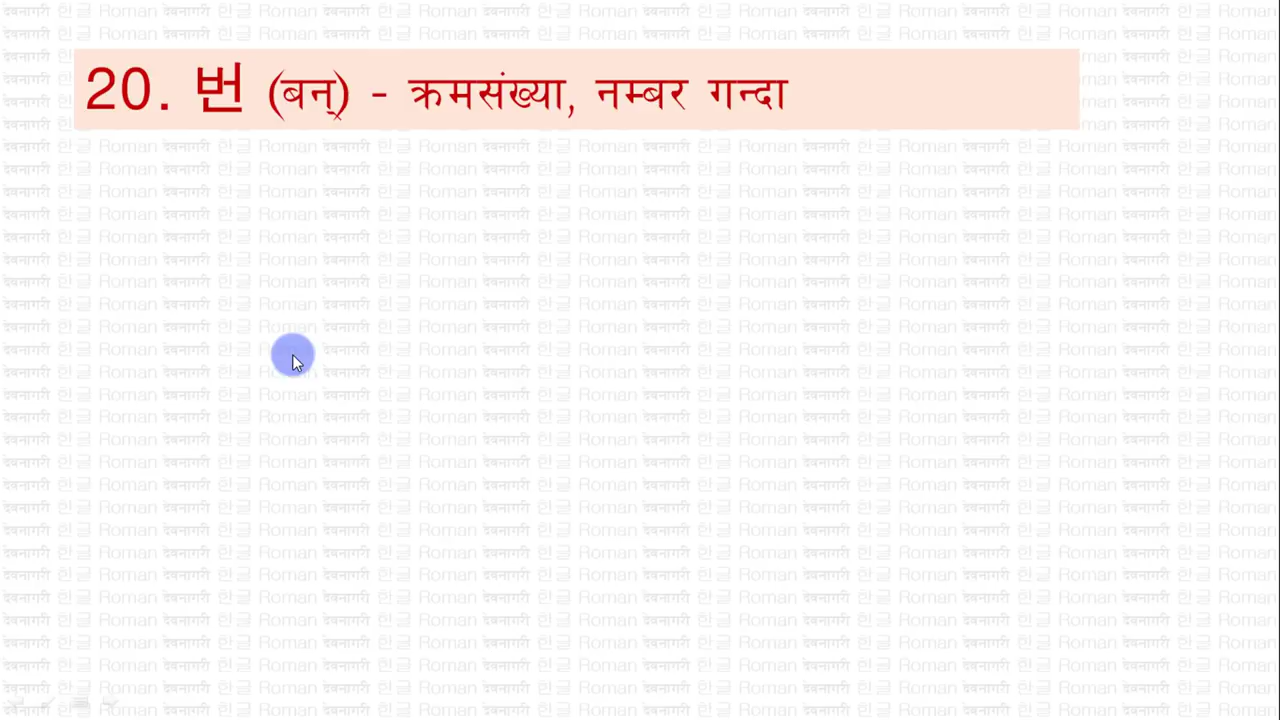 20. 번 (बन्) - क्रमसंख्या, नम्बर गन्दा